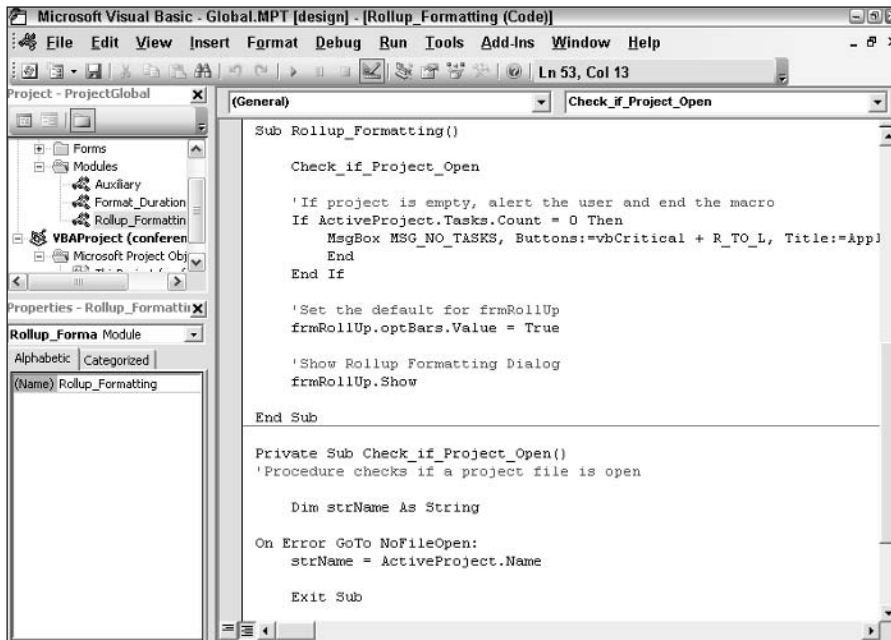 Microsoft Visual Basic - Global.MPT [design] - [Rollup_Formatting (Code)]
File Edit View Insert Format Debug Run Tools Add-Ins Window Help
Ln 53, Col 13
Project - ProjectGlobal
Forms
Modules
Auxiliary
Format_Duration
Rollup_Formattin
VBAProject (conferen
Microsoft Project Obj
Properties - Rollup_Formattin
Rollup_Forma Module
Alphabetic Categorized
(Name) Rollup_Formatting
(General) Check_if_Project_Open
Sub Rollup_Formatting()
Check_if_Project_Open
'If project is empty, alert the user and end the macro
If ActiveProject.Tasks.Count = 0 Then
MsgBox MSG_NO_TASKS, Buttons:=vbCritical + R_TO_L, Title:=Appl
End
End If
'Set the default for frmRollUp
frmRollUp.optBars.Value = True
'Show Rollup Formatting Dialog
frmRollUp.Show
End Sub
Private Sub Check_if_Project_Open()
'Procedure checks if a project file is open
Dim strName As String
On Error GoTo NoFileOpen:
strName = ActiveProject.Name
Exit Sub